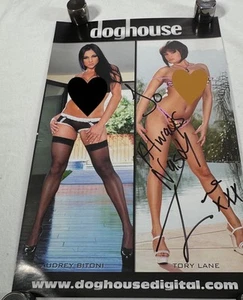 doghouse
Always
Nasty
XXX
AUDREY BITONI
TORY LANE
www.doghousedigital.com